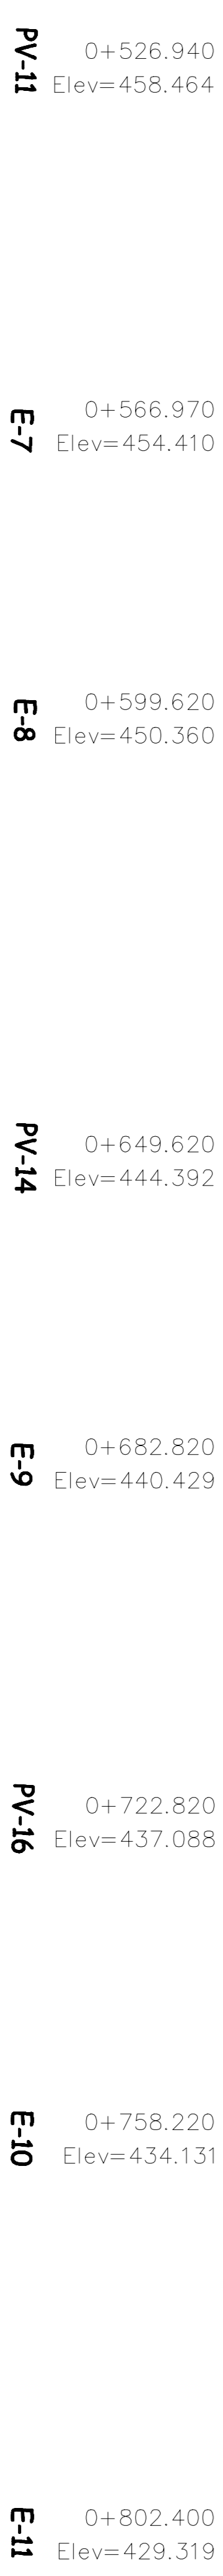 PV-11
0+526.940
Elev=458.464
E-7
0+566.970
Elev=454.410
E-8
0+599.620
Elev=450.360
PV-14
0+649.620
Elev=444.392
E-9
0+682.820
Elev=440.429
PV-16
0+722.820
Elev=437.088
E-10
0+758.220
Elev=434.131
E-11
0+802.400
Elev=429.319